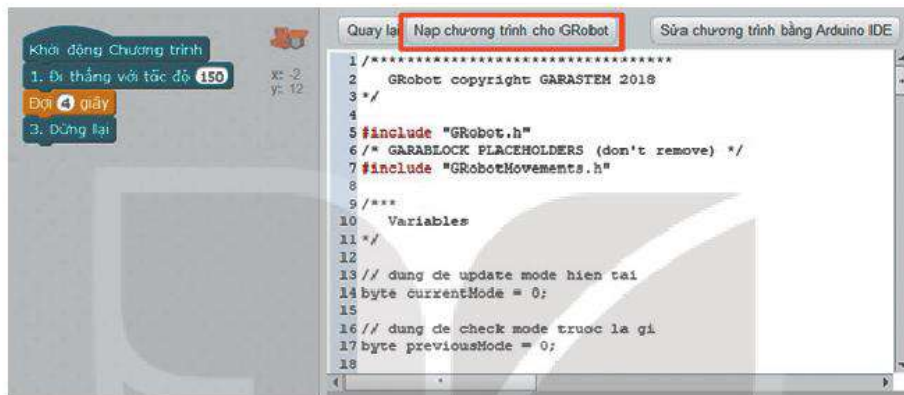 Khởi động Chương trình
1. Đi thẳng với tốc độ 150
Đợi 4 giây
3. Dừng lại
x: -2
y: 12
Quay lại
Nạp chương trình cho GRobot
Sửa chương trình bằng Arduino IDE
1 /*********************************
2 GRobot copyright GARASTEM 2018
3 */
4
5 #include "GRobot.h"
6 /* GARABLOCK PLACEHOLDERS (don't remove) */
7 #include "GRobotMovements.h"
8
9 /***
10 Variables
11 */
12
13 // dung de update mode hien tai
14 byte currentMode = 0;
15
16 // dung de check mode truoc la gi
17 byte previousMode = 0;
18